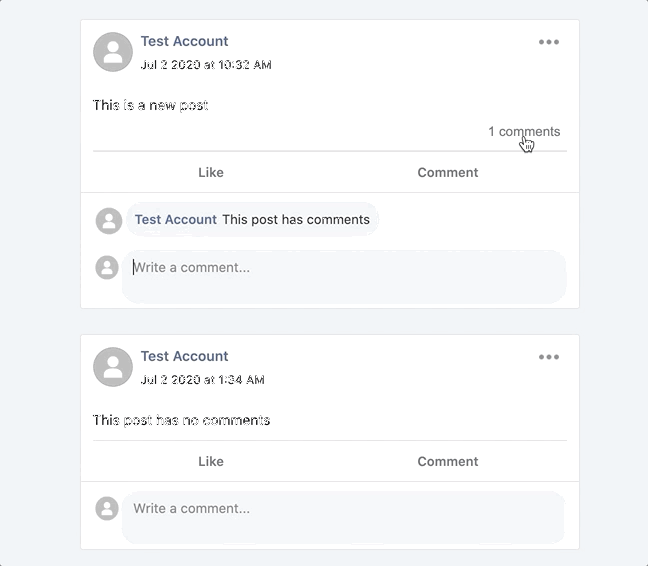 Test Account
Jul 2 2020 at 10:32 AM
This is a new post
1 comments
Like Comment
Test Account This post has comments
Write a comment...
Test Account
Jul 2 2020 at 1:34 AM
This post has no comments
Like Comment
Write a comment...